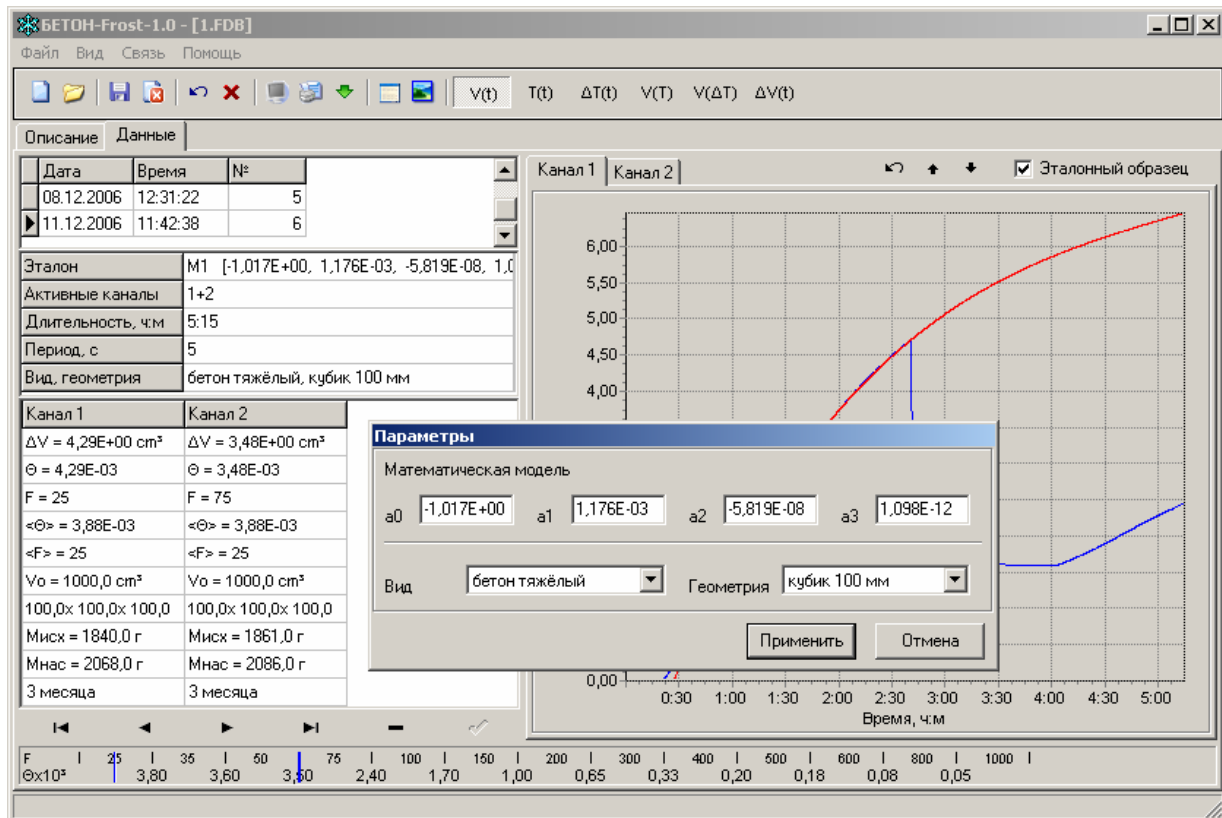 БЕТОН-Frost-1.0 - [1.FDB]
Файл Вид Связь Помощь
V(t) T(t) ΔT(t) V(T) V(ΔT) ΔV(t)
Описание Данные
Дата Время №
08.12.2006 12:31:22 5
11.12.2006 11:42:38 6
Эталон М1 [-1,017E+00, 1,176E-03, -5,819E-08, 1,0
Активные каналы 1+2
Длительность, ч:м 5:15
Период, с 5
Вид, геометрия бетон тяжёлый, кубик 100 мм
Канал 1 Канал 2
ΔV = 4,29E+00 cm³ ΔV = 3,48E+00 cm³
Θ = 4,29E-03 Θ = 3,48E-03
F = 25 F = 75
<Θ> = 3,88E-03 <Θ> = 3,88E-03
<F> = 25 <F> = 25
Vo = 1000,0 cm³ Vo = 1000,0 cm³
100,0x 100,0x 100,0 100,0x 100,0x 100,0
Мисх = 1840,0 г Мисх = 1861,0 г
Мнас = 2068,0 г Мнас = 2086,0 г
3 месяца 3 месяца
Канал 1 Канал 2 Эталонный образец
6,00
5,50
5,00
4,50
4,00
0,00
0:30 1:00 1:30 2:00 2:30 3:00 3:30 4:00 4:30 5:00
Время, ч:м
Параметры
Математическая модель
a0 -1,017E+00 a1 1,176E-03 a2 -5,819E-08 a3 1,098E-12
Вид бетон тяжёлый Геометрия кубик 100 мм
Применить Отмена
F | 25 | 35 | 50 | 75 | 100 | 150 | 200 | 300 | 400 | 500 | 600 | 800 | 1000 |
Θx10³ 3,80 3,60 3,50 2,40 1,70 1,00 0,65 0,33 0,20 0,18 0,08 0,05